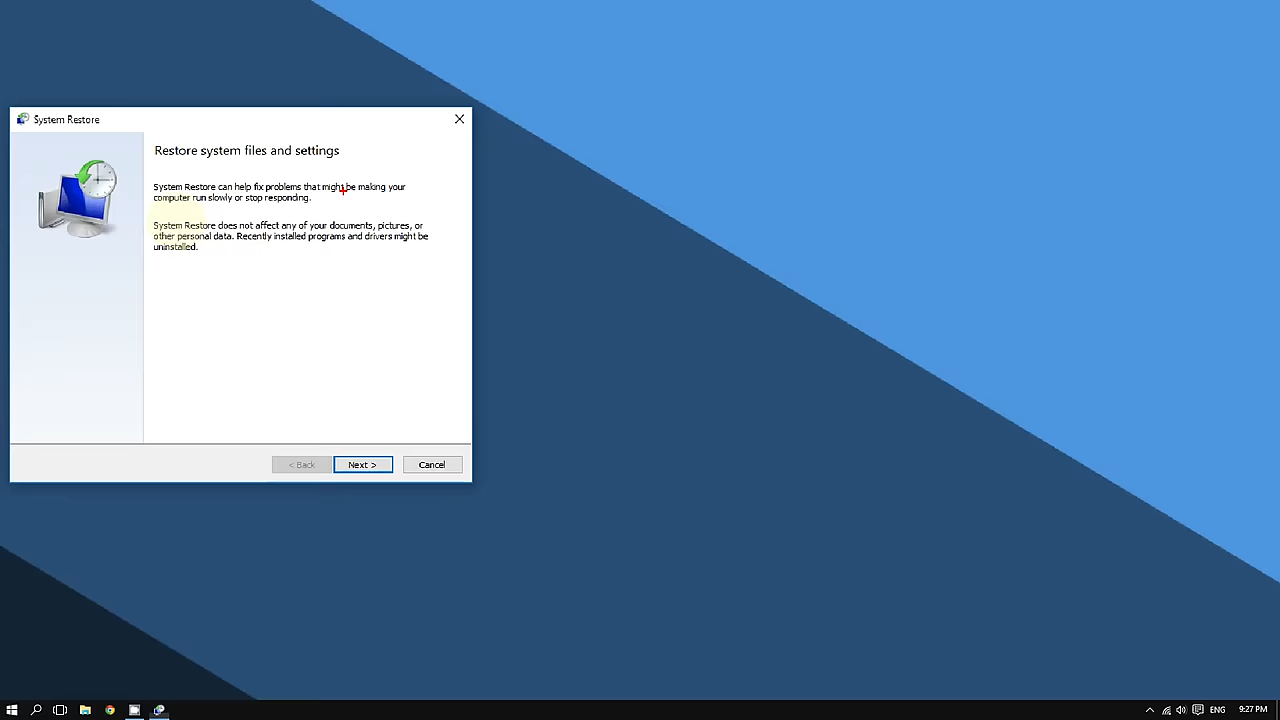 System Restore
Restore system files and settings
System Restore can help fix problems that might be making your
computer run slowly or stop responding.
System Restore does not affect any of your documents, pictures, or
other personal data. Recently installed programs and drivers might be
uninstalled.
< Back
Next >
Cancel
ENG
9:27 PM